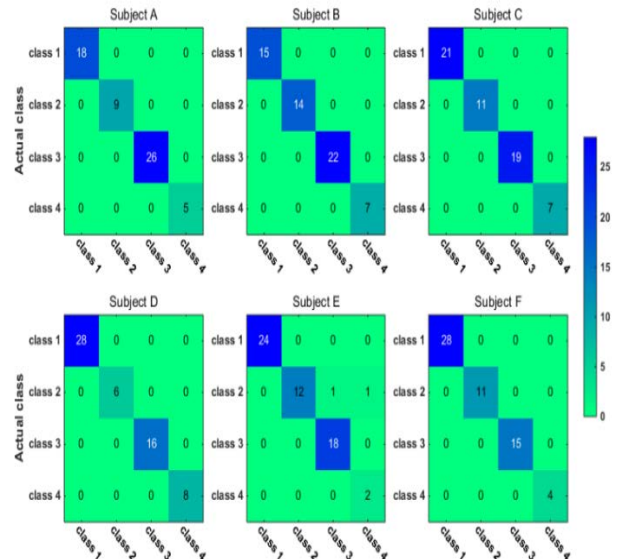 Subject A Subject B Subject C
class 1 18 0 0 0 class 1 15 0 0 0 class 1 21 0 0 0
class 2 0 9 0 0 class 2 0 14 0 0 class 2 0 11 0 0
class 3 0 0 26 0 class 3 0 0 22 0 class 3 0 0 19 0
class 4 0 0 0 5 class 4 0 0 0 7 class 4 0 0 0 7
Actual class
class 1 class 2 class 3 class 4 class 1 class 2 class 3 class 4 class 1 class 2 class 3 class 4
Subject D Subject E Subject F
class 1 28 0 0 0 class 1 24 0 0 0 class 1 28 0 0 0
class 2 0 6 0 0 class 2 0 12 1 1 class 2 0 11 0 0
class 3 0 0 16 0 class 3 0 0 18 0 class 3 0 0 15 0
class 4 0 0 0 8 class 4 0 0 0 2 class 4 0 0 0 4
Actual class
class 1 class 2 class 3 class 4 class 1 class 2 class 3 class 4 class 1 class 2 class 3 class 4
25
20
15
10
5
0